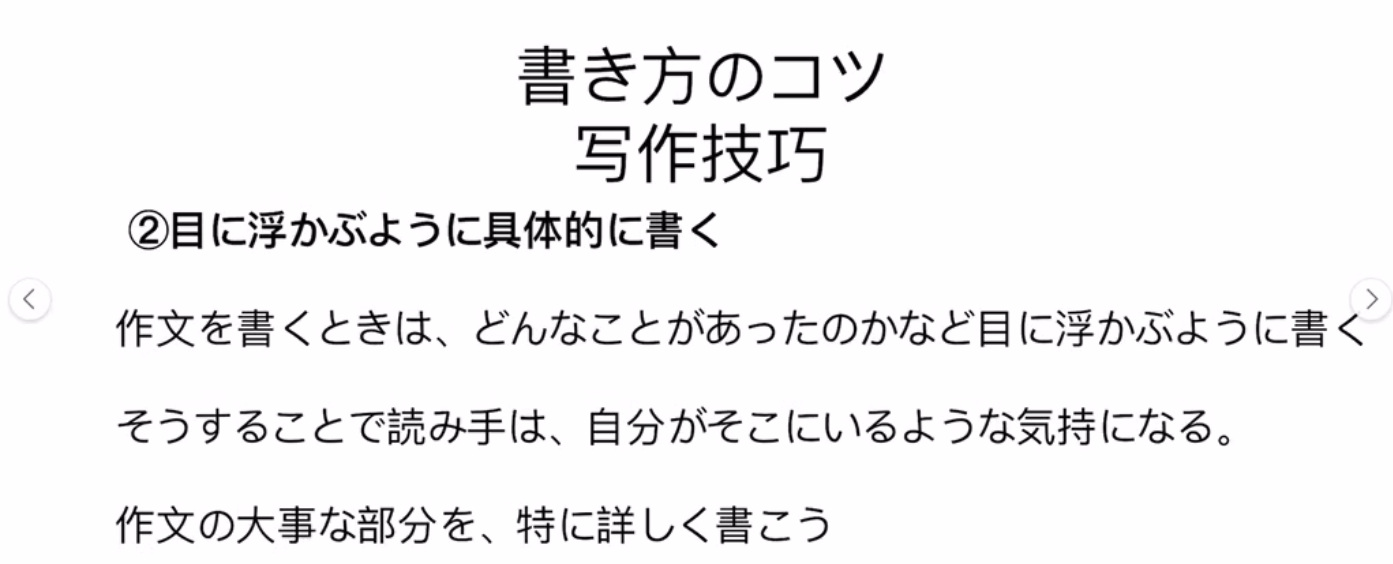 書き方のコツ
写作技巧
②目に浮かぶように具体的に書く
作文を書くときは、どんなことがあったのかなど目に浮かぶように書く
そうすることで読み手は、自分がそこにいるような気持になる。
作文の大事な部分を、特に詳しく書こう